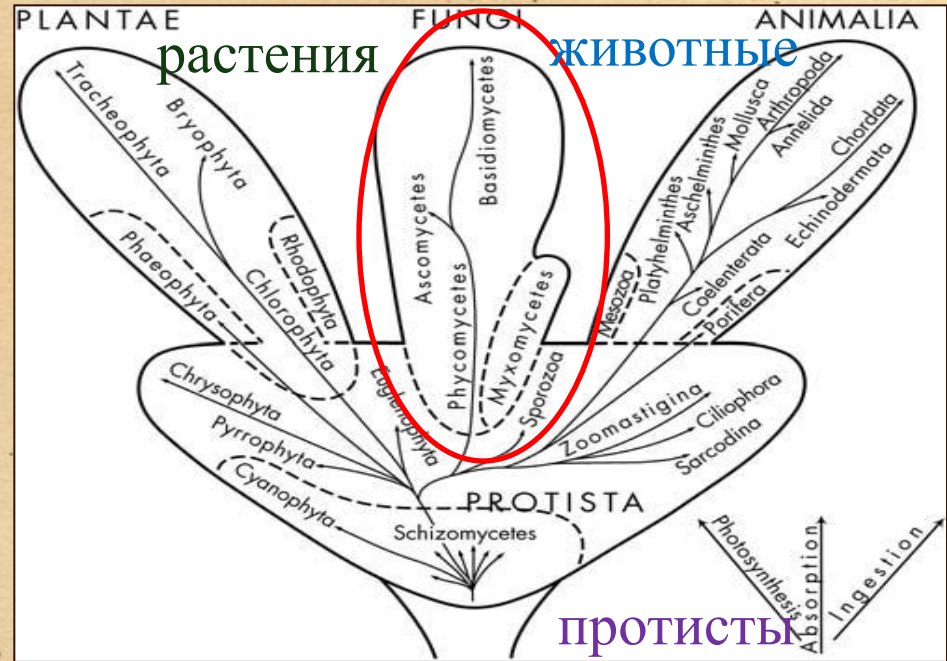 PLANTAE
FUNGI
ANIMALIA
растения
животные
Tracheophyta
Bryophyta
Phaeophyta
Rhodophyta
Chlorophyta
Ascomycetes
Basidiomycetes
Phycomycetes
Myxomycetes
Mesozoa
Platyhelminthes
Aschelminthes
Mollusca
Arthropoda
Annelida
Chordata
Echinodermata
Coelenterata
Porifera
Chrysophyta
Pyrrophyta
Cyanophyta
Euglenophyta
Sporozoa
Zoomastigina
Ciliophora
Sarcodina
PROTISTA
Schizomycetes
Photosynthesis
Absorption
Ingestion
протисты